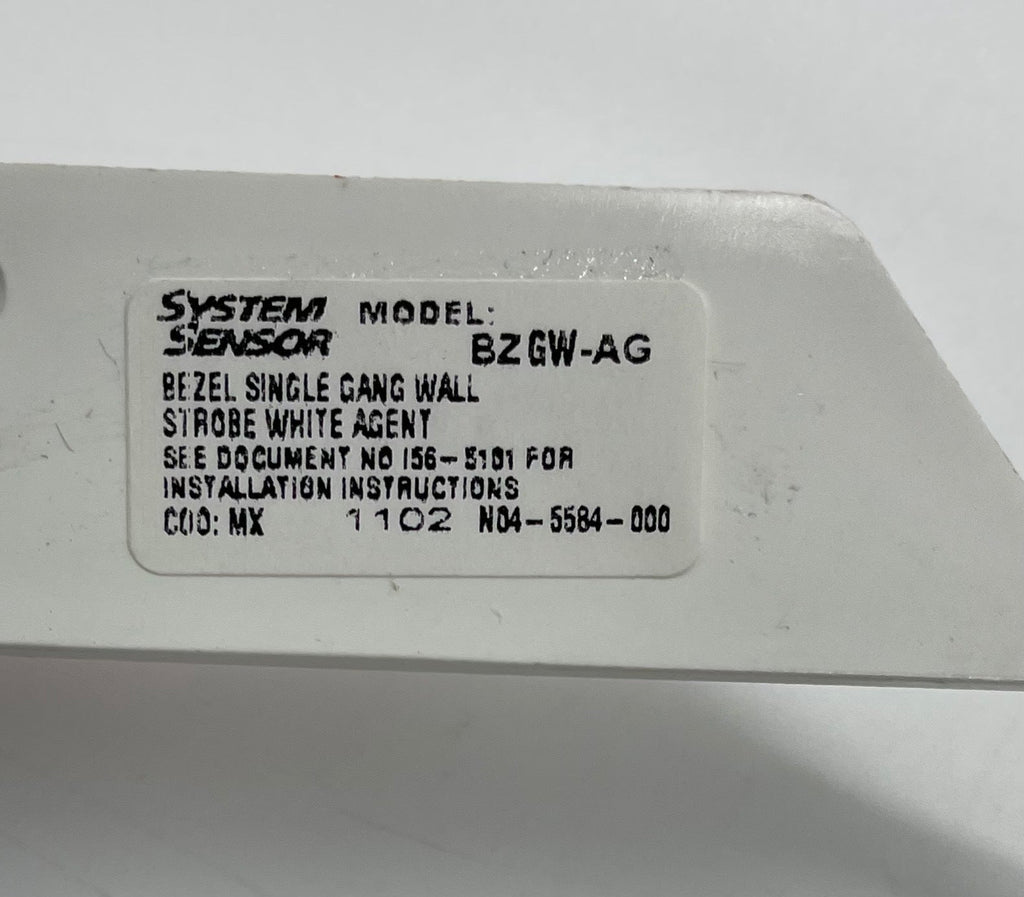 SYSTEM SENSOR MODEL:
BZGW-AG
BEZEL SINGLE GANG WALL
STROBE WHITE AGENT
SEE DOCUMENT NO I56-5101 FOR
INSTALLATION INSTRUCTIONS
COO: MX 1102 N04-5584-000